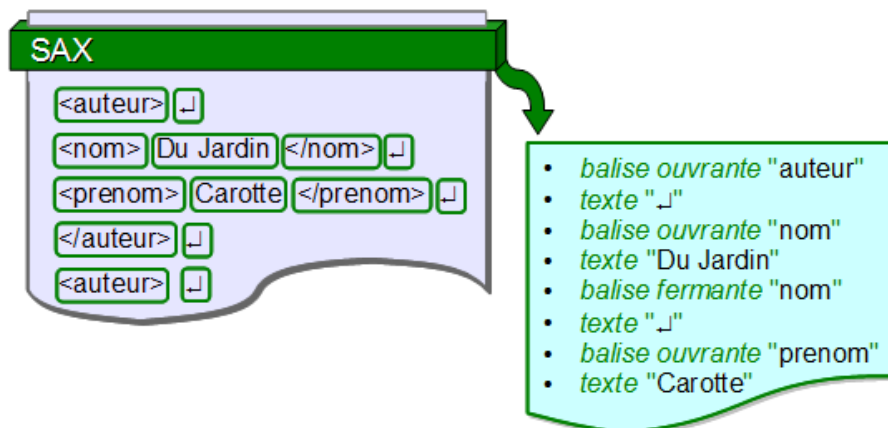 SAX
<auteur> ↵
<nom> Du Jardin </nom> ↵
<prenom> Carotte </prenom> ↵
</auteur> ↵
<auteur> ↵
• balise ouvrante "auteur"
• texte "↵"
• balise ouvrante "nom"
• texte "Du Jardin"
• balise fermante "nom"
• texte "↵"
• balise ouvrante "prenom"
• texte "Carotte"